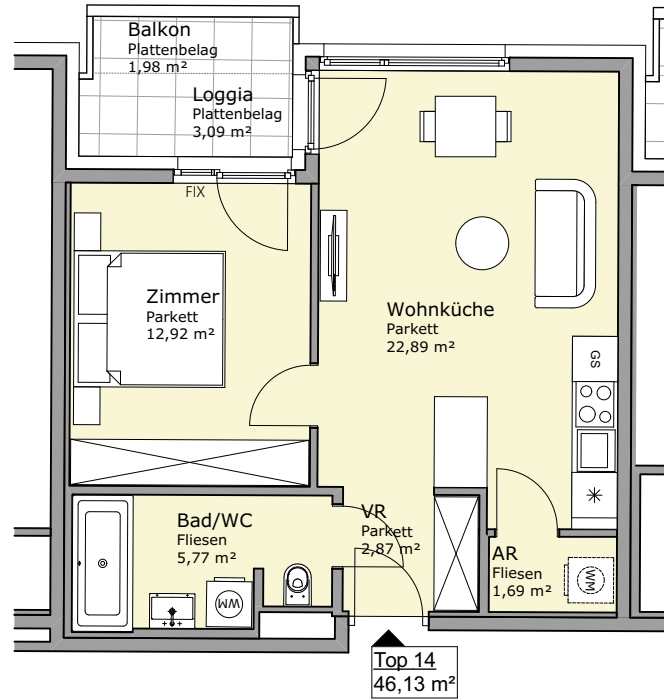 Balkon
Plattenbelag
1,98 m²
Loggia
Plattenbelag
3,09 m²
FIX
Zimmer
Parkett
12,92 m²
Wohnküche
Parkett
22,89 m²
GS
Bad/WC
Fliesen
5,77 m²
VR
Parkett
2,87 m²
AR
Fliesen
1,69 m²
WM
WM
Top 14
46,13 m²